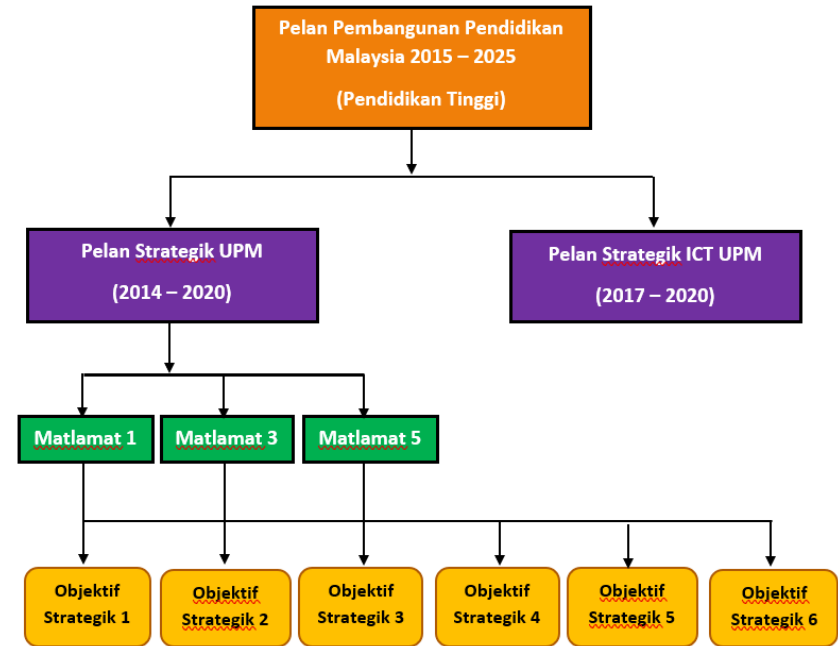 Pelan Pembangunan Pendidikan
Malaysia 2015 – 2025
(Pendidikan Tinggi)
Pelan Strategik UPM
(2014 – 2020)
Pelan Strategik ICT UPM
(2017 – 2020)
Matlamat 1
Matlamat 3
Matlamat 5
Objektif
Strategik 1
Objektif
Strategik 2
Objektif
Strategik 3
Objektif
Strategik 4
Objektif
Strategik 5
Objektif
Strategik 6